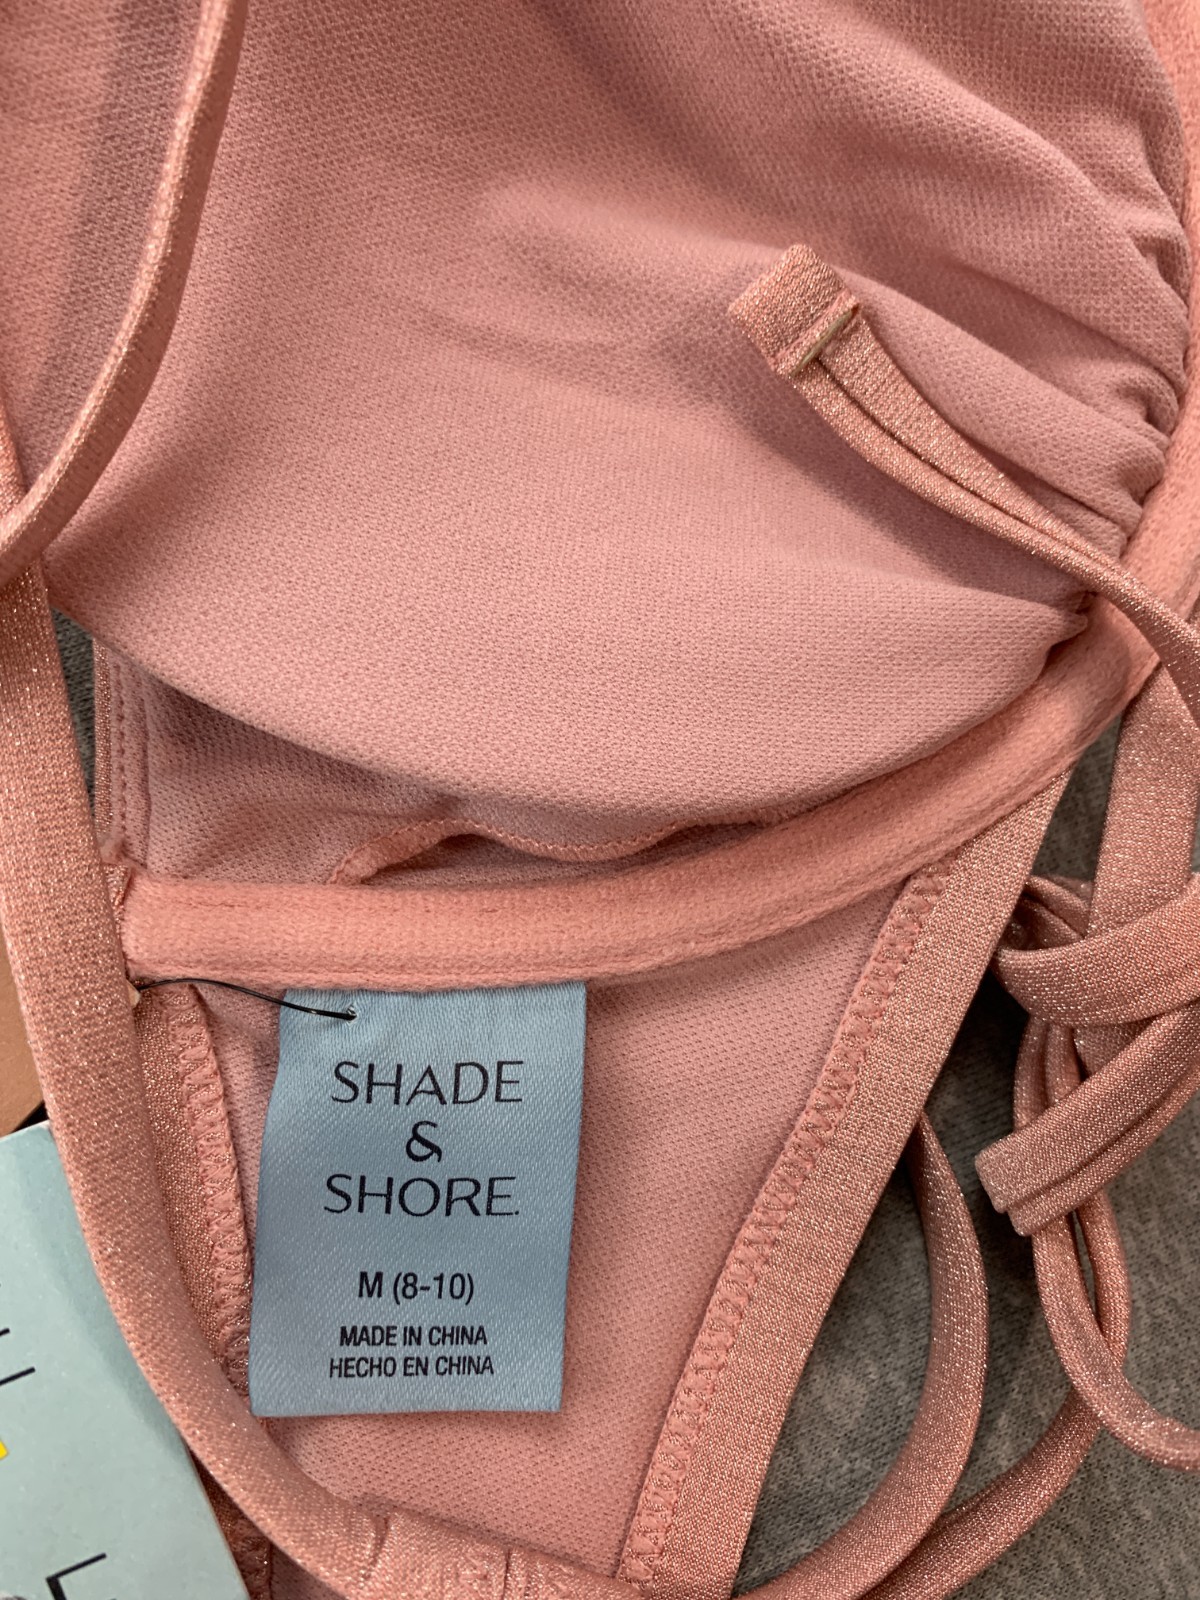 SHADE
&
SHORE.
M (8-10)
MADE IN CHINA
HECHO EN CHINA